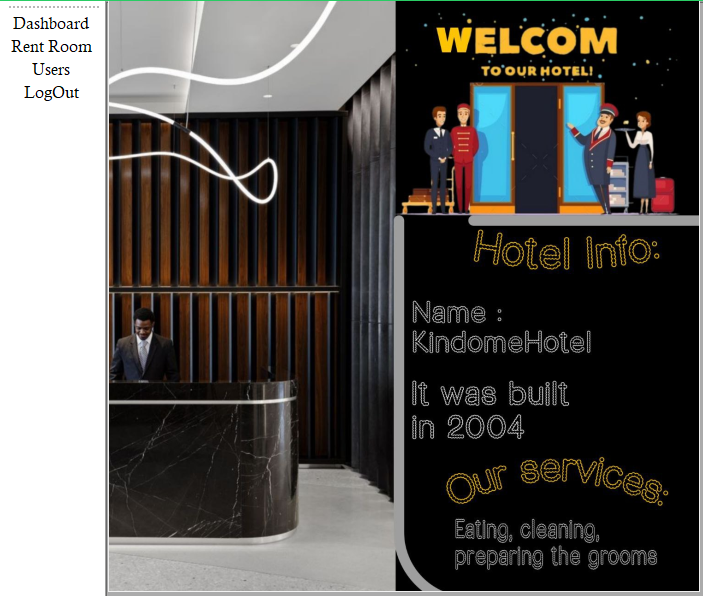 Dashboard
Rent Room
Users
LogOut
WELCOM
TO OUR HOTEL!
Hotel Info:
Name :
KindomeHotel
It was built
in 2004
Our services:
Eating, cleaning,
preparing the grooms